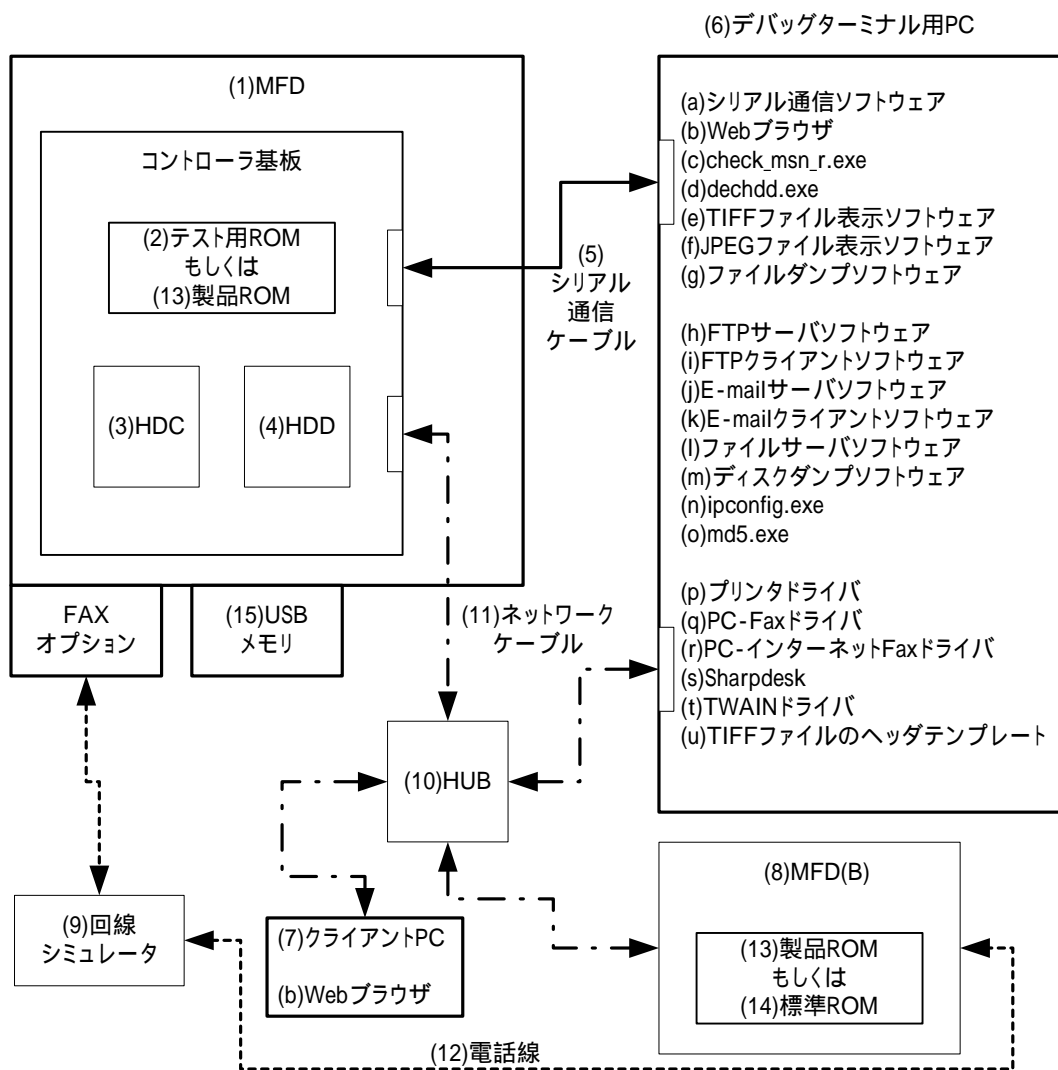 (6)デバッグターミナル用PC
(1)MFD
コントローラ基板
(2)テスト用ROM
もしくは
(13)製品ROM
(3)HDC
(4)HDD
(5)
シリアル
通信
ケーブル
(a)シリアル通信ソフトウェア
(b)Webブラウザ
(c)check_msn_r.exe
(d)dechdd.exe
(e)TIFFファイル表示ソフトウェア
(f)JPEGファイル表示ソフトウェア
(g)ファイルダンプソフトウェア
(h)FTPサーバソフトウェア
(i)FTPクライアントソフトウェア
(j)E-mailサーバソフトウェア
(k)E-mailクライアントソフトウェア
(l)ファイルサーバソフトウェア
(m)ディスクダンプソフトウェア
(n)ipconfig.exe
(o)md5.exe
(p)プリンタドライバ
(q)PC-Faxドライバ
(r)PC-インターネットFaxドライバ
(s)Sharpdesk
(t)TWAINドライバ
(u)TIFFファイルのヘッダテンプレート
FAX
オプション
(15)USB
メモリ
(11)ネットワーク
ケーブル
(10)HUB
(9)回線
シミュレータ
(7)クライアントPC
(b)Webブラウザ
(8)MFD(B)
(13)製品ROM
もしくは
(14)標準ROM
(12)電話線